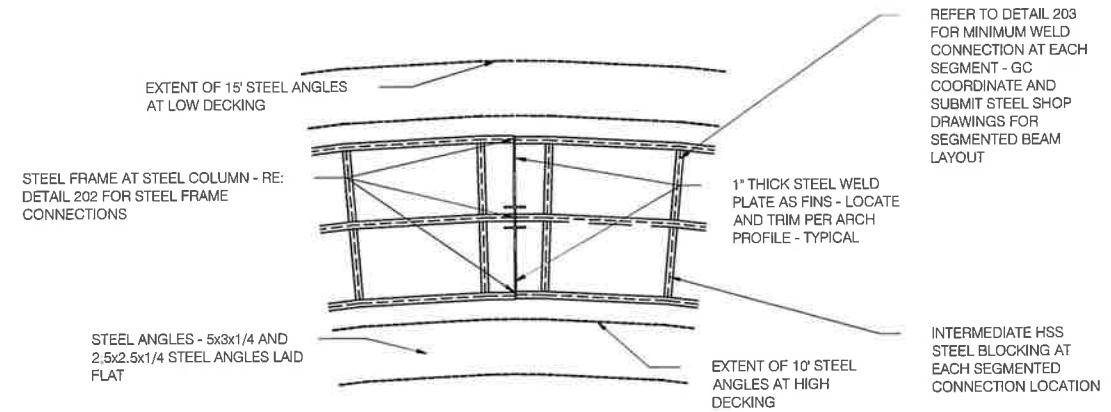 EXTENT OF 15' STEEL ANGLES
AT LOW DECKING
STEEL FRAME AT STEEL COLUMN - RE:
DETAIL 202 FOR STEEL FRAME
CONNECTIONS
STEEL ANGLES - 5x3x1/4 AND
2.5x2.5x1/4 STEEL ANGLES LAID
FLAT
REFER TO DETAIL 203
FOR MINIMUM WELD
CONNECTION AT EACH
SEGMENT - GC
COORDINATE AND
SUBMIT STEEL SHOP
DRAWINGS FOR
SEGMENTED BEAM
LAYOUT
1" THICK STEEL WELD
PLATE AS FINS - LOCATE
AND TRIM PER ARCH
PROFILE - TYPICAL
INTERMEDIATE HSS
STEEL BLOCKING AT
EACH SEGMENTED
CONNECTION LOCATION
EXTENT OF 10' STEEL
ANGLES AT HIGH
DECKING